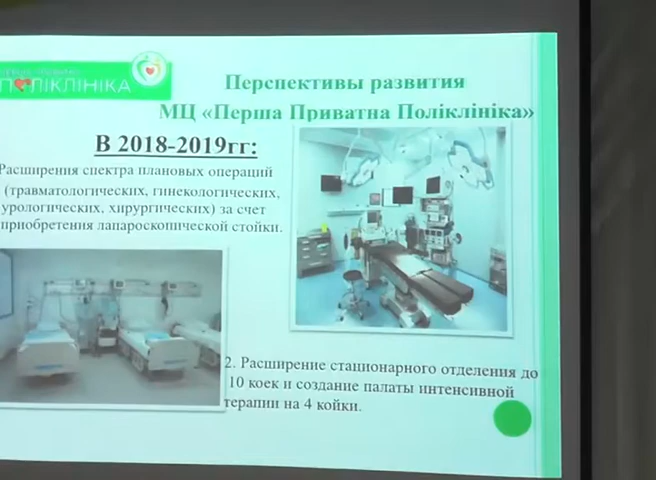 ПОЛІКЛІНІКА
Перспективы развития
МЦ «Перша Приватна Поліклініка»
В 2018-2019гг:
Расширения спектра плановых операций
(травматологических, гинекологических,
урологических, хирургических) за счет
приобретения лапароскопической стойки.
2. Расширение стационарного отделения до
10 коек и создание палаты интенсивной
терапии на 4 койки.